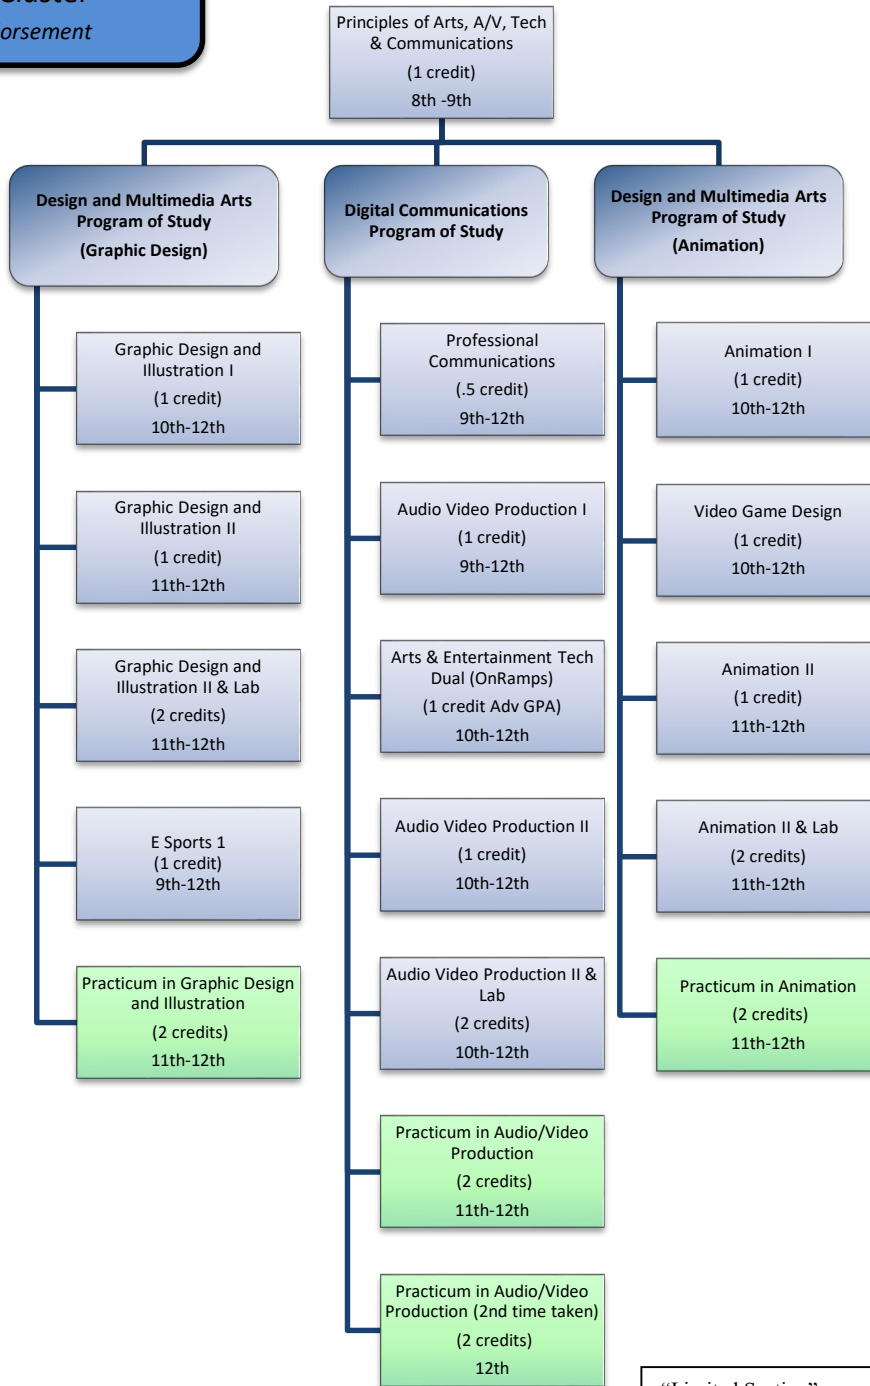 Cluster
orsement
Principles of Arts, A/V, Tech
& Communications
(1 credit)
8th -9th
Design and Multimedia Arts
Program of Study
(Graphic Design)
Graphic Design and
Illustration I
(1 credit)
10th-12th
Graphic Design and
Illustration II
(1 credit)
11th-12th
Graphic Design and
Illustration II & Lab
(2 credits)
11th-12th
E Sports 1
(1 credit)
9th-12th
Practicum in Graphic Design
and Illustration
(2 credits)
11th-12th
Digital Communications
Program of Study
Professional
Communications
(.5 credit)
9th-12th
Audio Video Production I
(1 credit)
9th-12th
Arts & Entertainment Tech
Dual (OnRamps)
(1 credit Adv GPA)
10th-12th
Audio Video Production II
(1 credit)
10th-12th
Audio Video Production II &
Lab
(2 credits)
10th-12th
Practicum in Audio/Video
Production
(2 credits)
11th-12th
Practicum in Audio/Video
Production (2nd time taken)
(2 credits)
12th
Design and Multimedia Arts
Program of Study
(Animation)
Animation I
(1 credit)
10th-12th
Video Game Design
(1 credit)
10th-12th
Animation II
(1 credit)
11th-12th
Animation II & Lab
(2 credits)
11th-12th
Practicum in Animation
(2 credits)
11th-12th